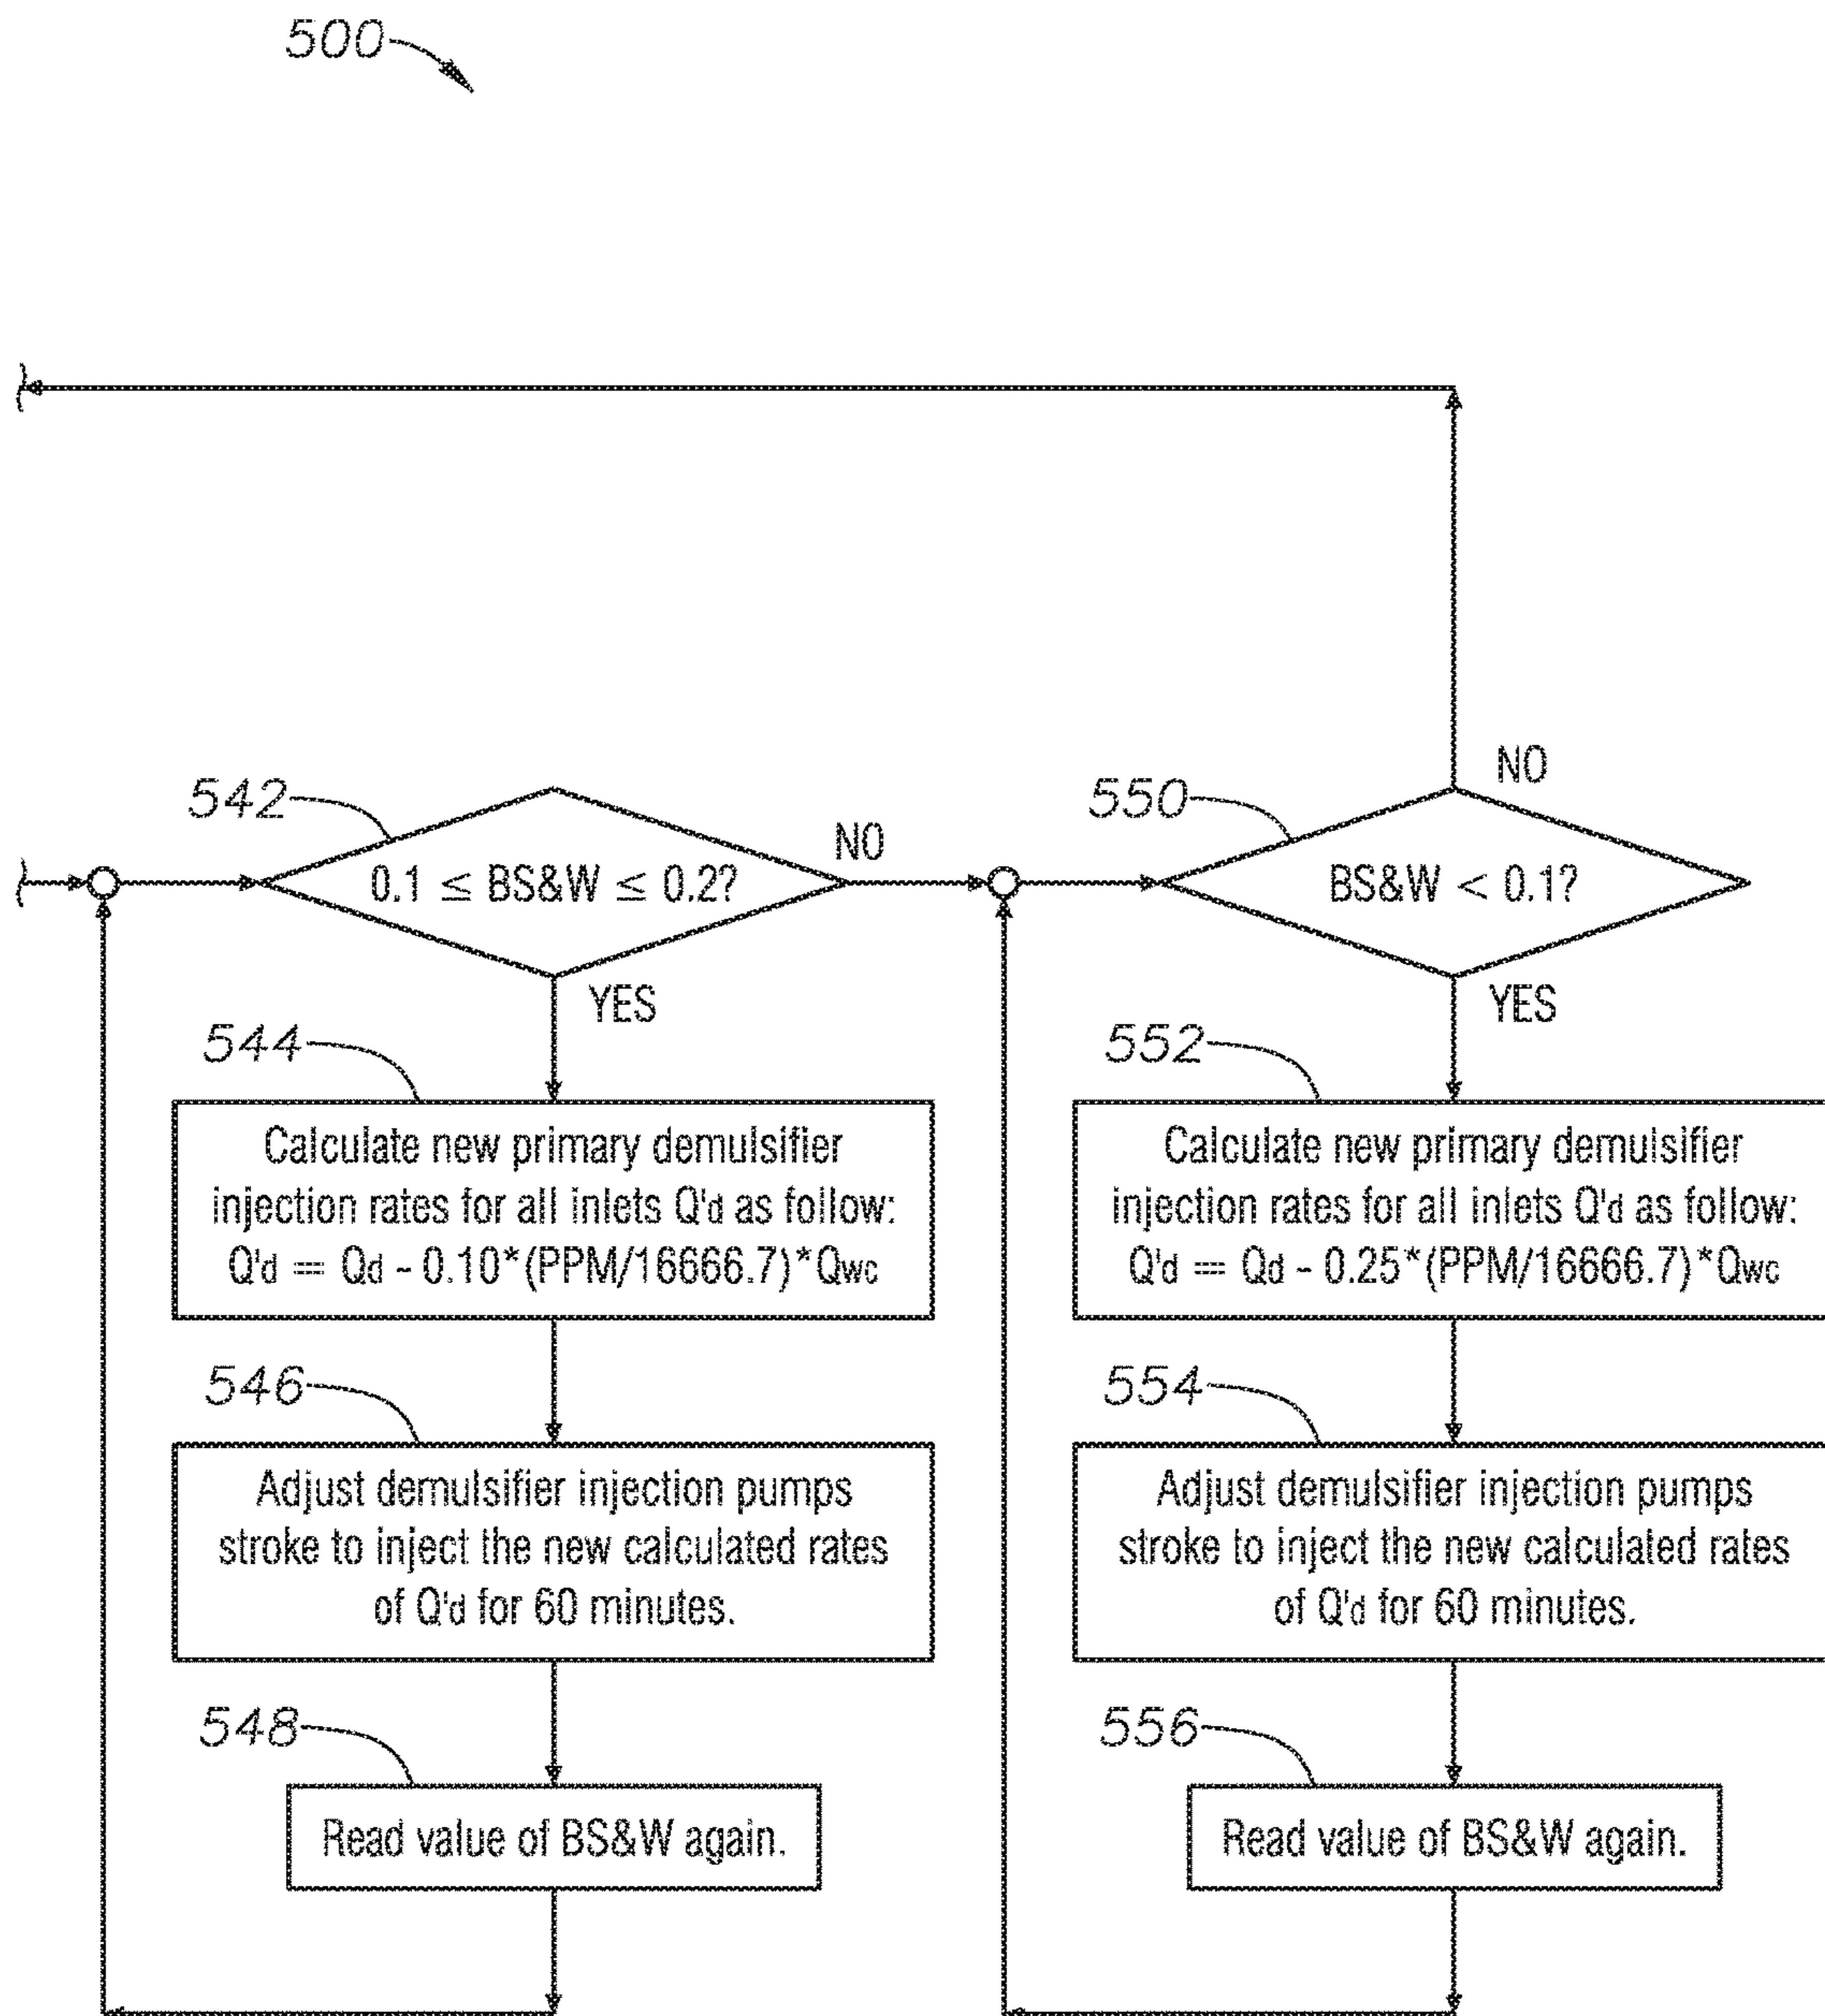 500
542
0.1 ≤ BS&W ≤ 0.2?
NO
YES
544
Calculate new primary demulsifier
injection rates for all inlets Q'd as follow:
Q'd = Qd - 0.10*(PPM/16666.7)*Qwc
546
Adjust demulsifier injection pumps
stroke to inject the new calculated rates
of Q'd for 60 minutes.
548
Read value of BS&W again.
550
BS&W < 0.1?
NO
YES
552
Calculate new primary demulsifier
injection rates for all inlets Q'd as follow:
Q'd = Qd - 0.25*(PPM/16666.7)*Qwc
554
Adjust demulsifier injection pumps
stroke to inject the new calculated rates
of Q'd for 60 minutes.
556
Read value of BS&W again.